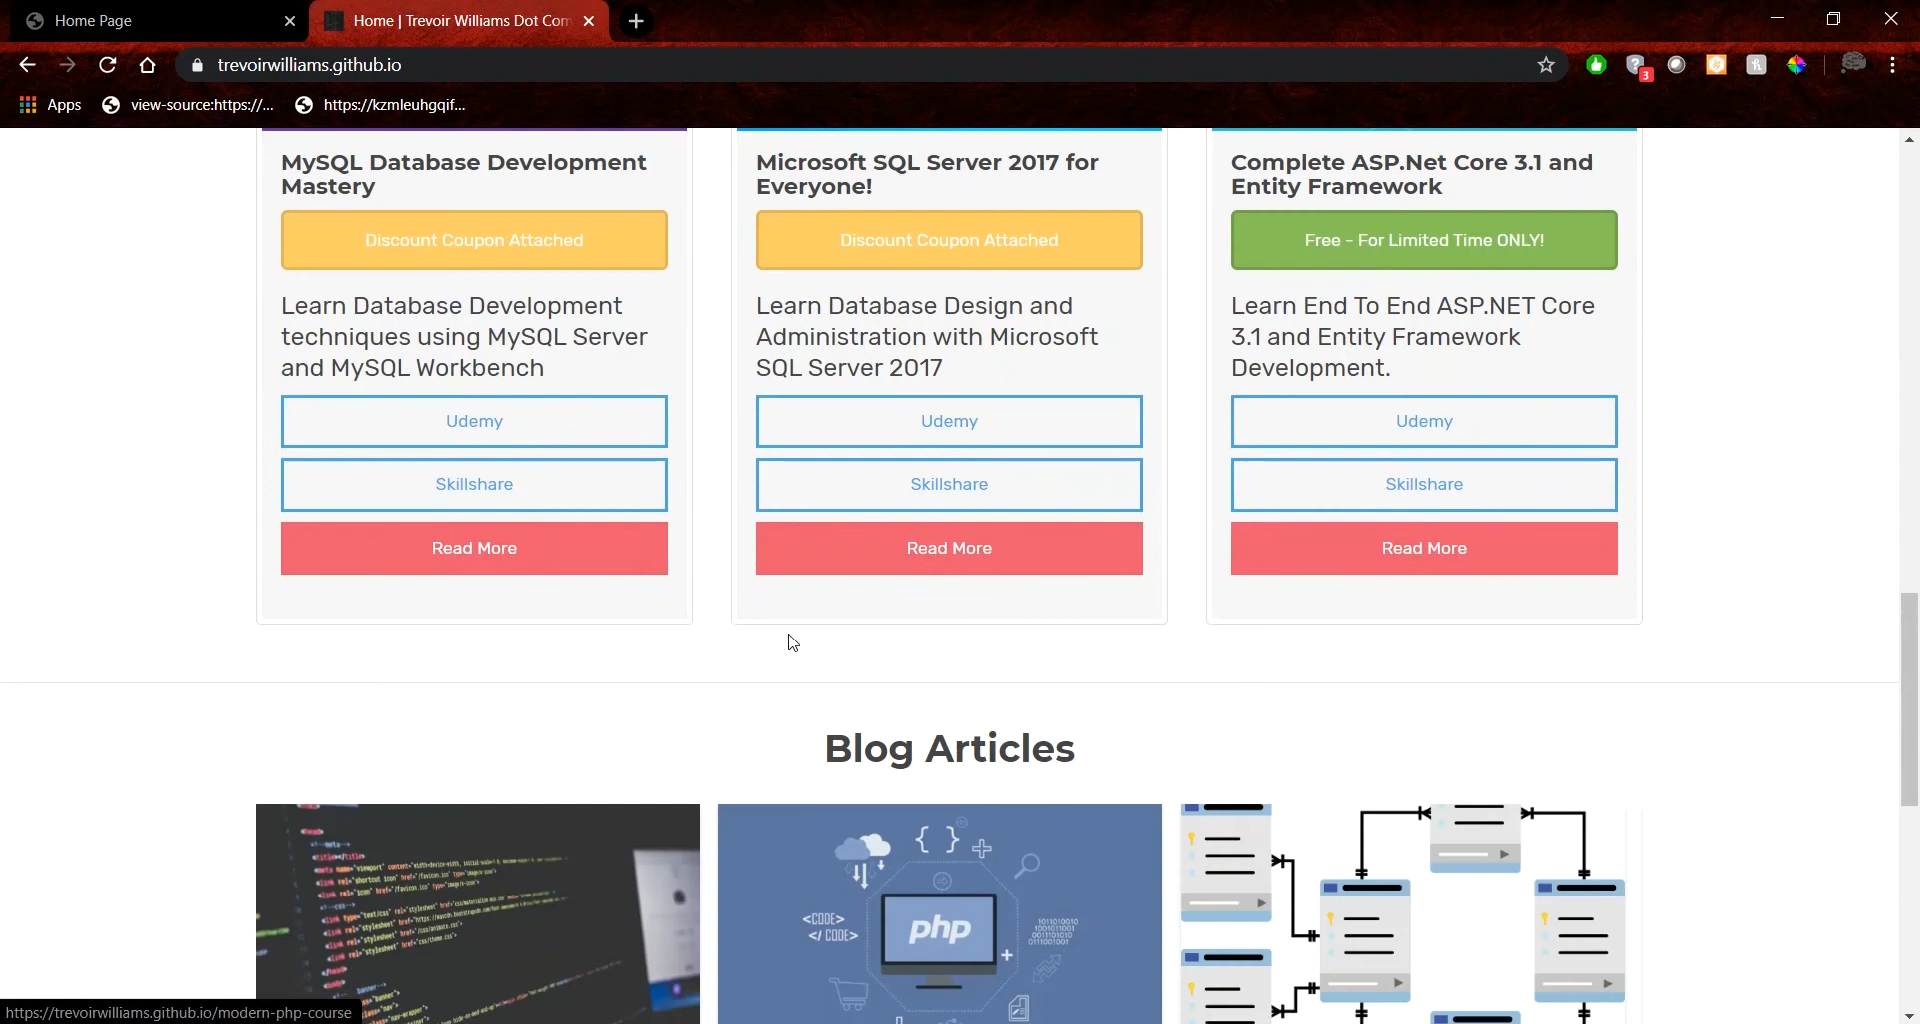 Home Page
Home | Trevoir Williams Dot Com
trevoirwilliams.github.io
3
Apps
view-source:https://...
https://kzmleuhgqif...
MySQL Database Development
Mastery
Discount Coupon Attached
Learn Database Development
techniques using MySQL Server
and MySQL Workbench
Udemy
Skillshare
Read More
Microsoft SQL Server 2017 for
Everyone!
Discount Coupon Attached
Learn Database Design and
Administration with Microsoft
SQL Server 2017
Udemy
Skillshare
Read More
Complete ASP.Net Core 3.1 and
Entity Framework
Free - For Limited Time ONLY!
Learn End To End ASP.NET Core
3.1 and Entity Framework
Development.
Udemy
Skillshare
Read More
Blog Articles
{ }
<CODE>
</ CODE>
php
1011010010
1001011001
0011101010
0111001001
https://trevoirwilliams.github.io/modern-php-course